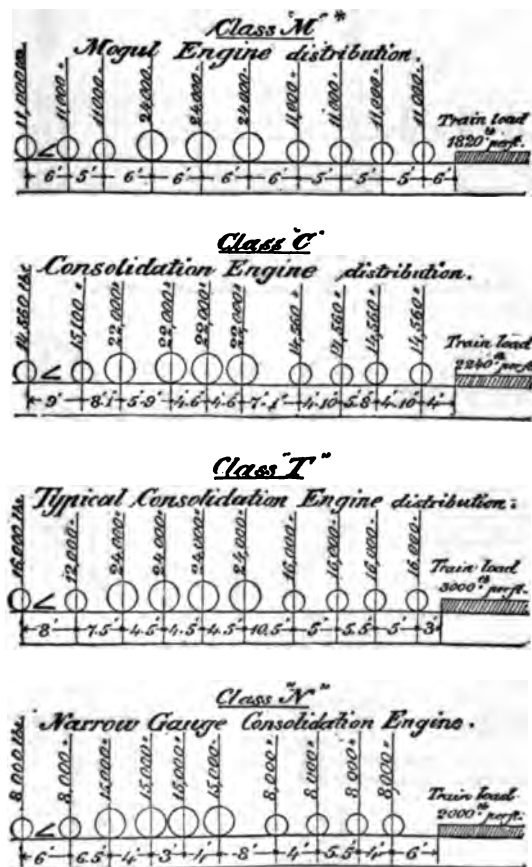 Class "M" *
Mogul Engine distribution.
11,000 lbs. 11,000 " 11,000 " 24,000 " 24,000 " 24,000 " 11,000 " 11,000 " 11,000 " 11,000 "
Train load
1820 lb per ft.
6' 5' 6' 6' 6' 6' 5' 5' 5' 6'
Class "C"
Consolidation Engine distribution.
14,560 lbs. 15,100 " 22,000 " 22,000 " 22,000 " 22,000 " 14,560 " 14,560 " 14,560 " 14,560 "
Train load
2240 lb per ft.
9' 8'1 5'9" 4'6 4'6 7'1" 4'10 5'8 4'10 4'
Class "T"
Typical Consolidation Engine distribution.
16,000 lbs. 12,000 " 24,000 " 24,000 " 24,000 " 24,000 " 16,000 " 16,000 " 16,000 " 16,000 "
Train load
3000 lb per ft.
8' 7.5' 4.5' 4.5' 4.5' 10.5' 5' 5.5' 5' 3'
Class "N"
Narrow Gauge Consolidation Engine.
8,000 lbs. 8,000 " 15,000 " 15,000 " 15,000 " 15,000 " 8,000 " 8,000 " 8,000 " 8,000 "
Train load
2000 lb per ft.
6' 6.5' 4' 3' 4' 8' 4' 5.5' 4' 6'